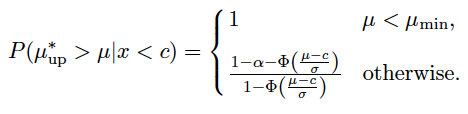 P(μ*up > μ|x < c) = { 1 μ < μmin,
(1−α−Φ((μ−c)/σ))/(1−Φ((μ−c)/σ)) otherwise.